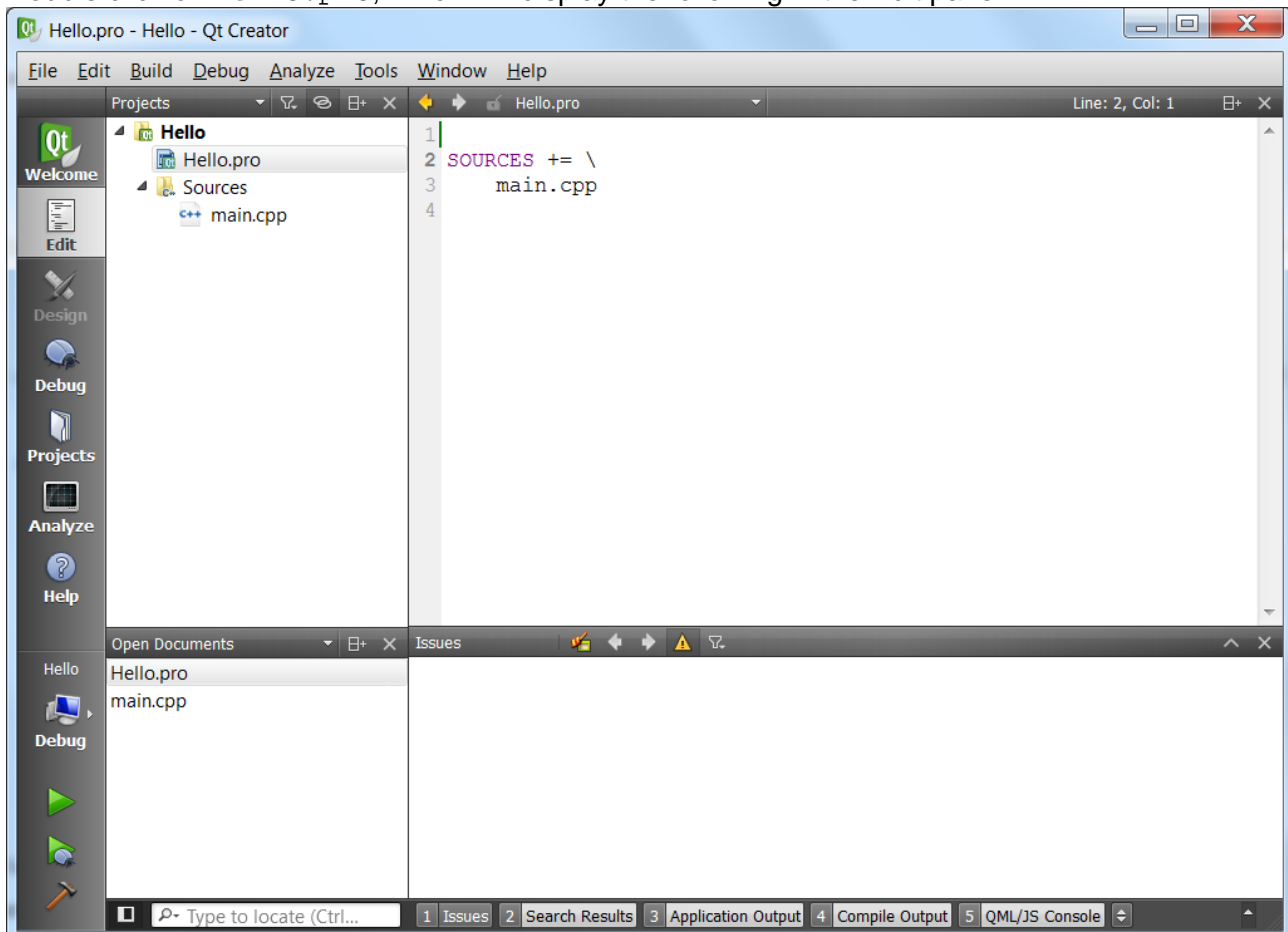 Hello.pro - Hello - Qt Creator
File Edit Build Debug Analyze Tools Window Help
Projects
Hello.pro
Line: 2, Col: 1
Qt
Welcome
Edit
Design
Debug
Projects
Analyze
Help
Hello
Debug
Hello
Hello.pro
Sources
C++ main.cpp
1
2 SOURCES += \
3 main.cpp
4
Open Documents
Hello.pro
main.cpp
Issues
Type to locate (Ctrl...
1 Issues 2 Search Results 3 Application Output 4 Compile Output 5 QML/JS Console